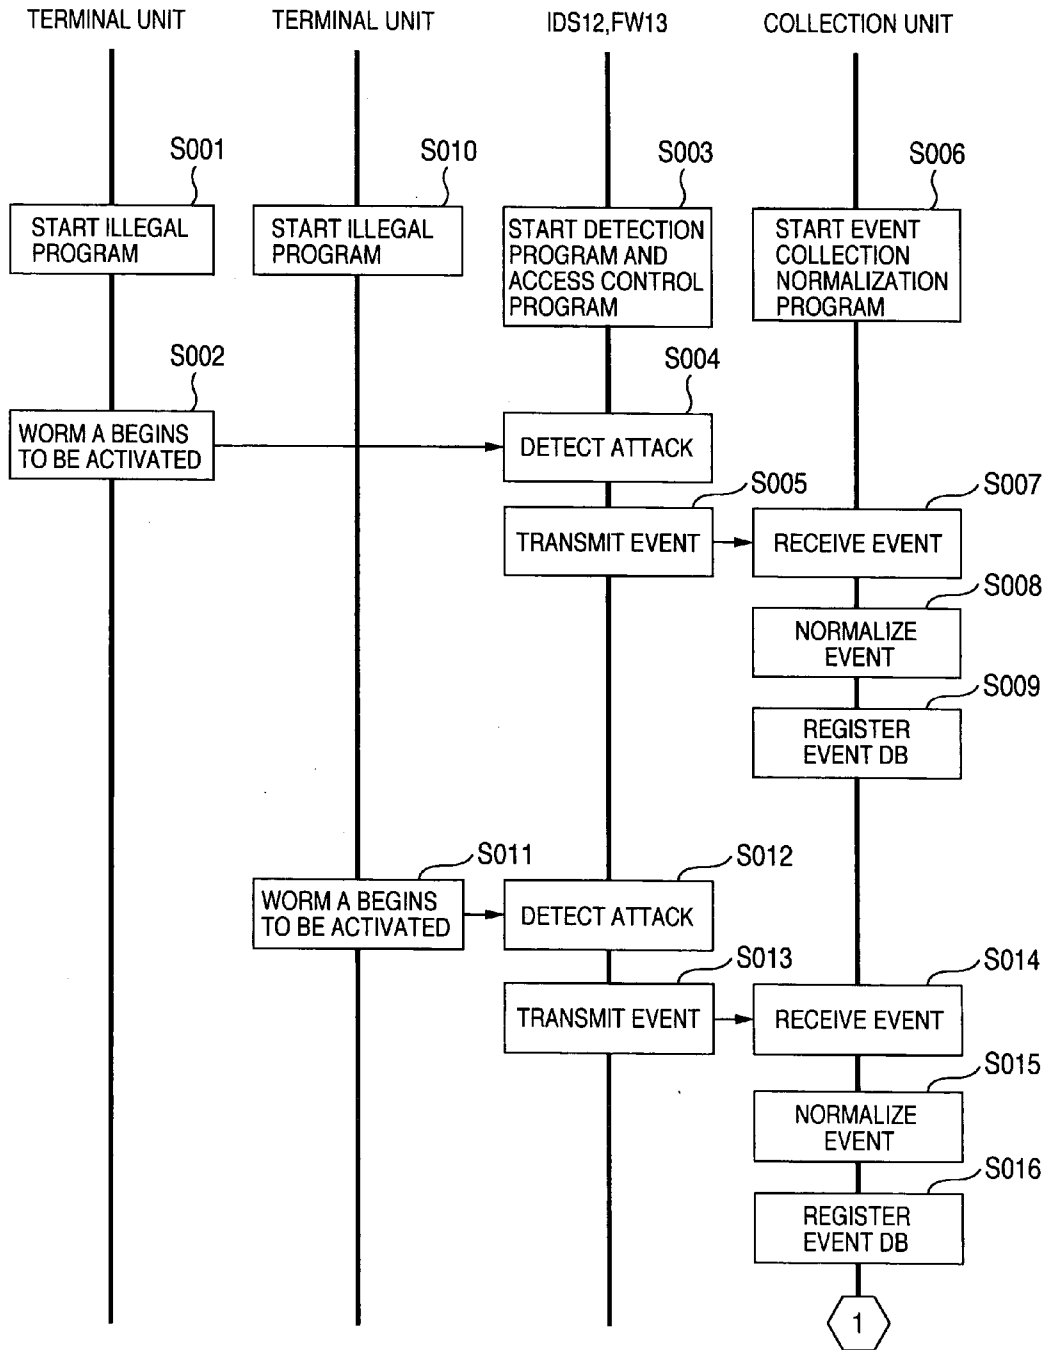 TERMINAL UNIT
TERMINAL UNIT
IDS12,FW13
COLLECTION UNIT
S001
S010
S003
S006
START ILLEGAL
PROGRAM
START ILLEGAL
PROGRAM
START DETECTION
PROGRAM AND
ACCESS CONTROL
PROGRAM
START EVENT
COLLECTION
NORMALIZATION
PROGRAM
S002
S004
WORM A BEGINS
TO BE ACTIVATED
DETECT ATTACK
S005
S007
TRANSMIT EVENT
RECEIVE EVENT
S008
NORMALIZE
EVENT
S009
REGISTER
EVENT DB
S011
S012
WORM A BEGINS
TO BE ACTIVATED
DETECT ATTACK
S013
S014
TRANSMIT EVENT
RECEIVE EVENT
S015
NORMALIZE
EVENT
S016
REGISTER
EVENT DB
1